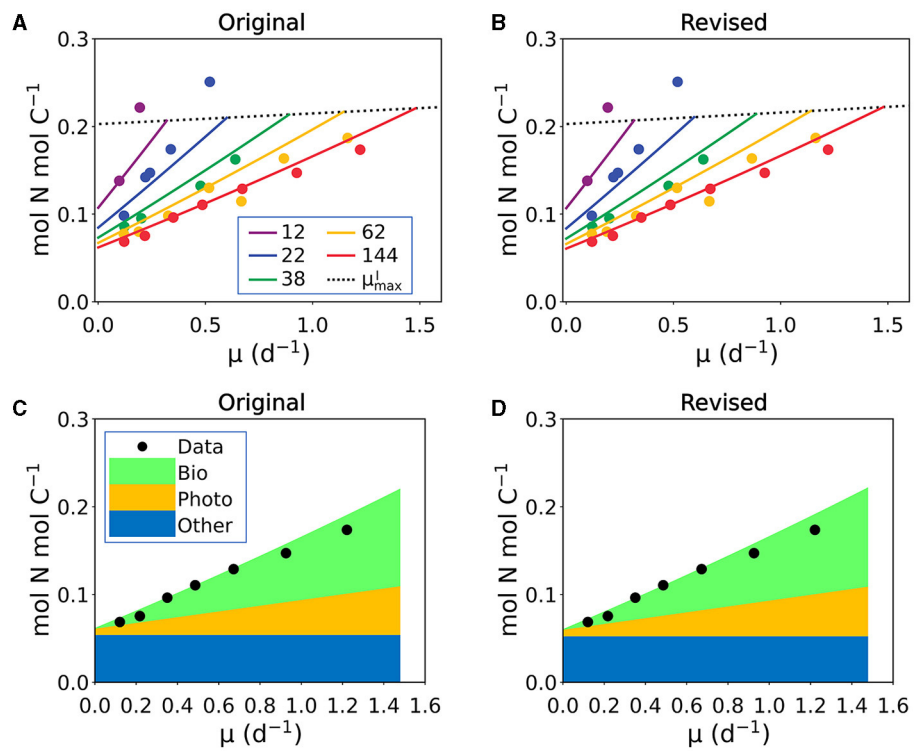 A Original
0.3
0.2
0.1
0.0
mol N mol C⁻¹
0.0 0.5 1.0 1.5
μ (d⁻¹)
12 62
22 144
38 μᴵₘₐₓ
B Revised
0.3
0.2
0.1
0.0
mol N mol C⁻¹
0.0 0.5 1.0 1.5
μ (d⁻¹)
C Original
0.3
0.2
0.1
0.0
mol N mol C⁻¹
Data
Bio
Photo
Other
0.0 0.2 0.4 0.6 0.8 1.0 1.2 1.4 1.6
μ (d⁻¹)
D Revised
0.3
0.2
0.1
0.0
mol N mol C⁻¹
0.0 0.2 0.4 0.6 0.8 1.0 1.2 1.4 1.6
μ (d⁻¹)